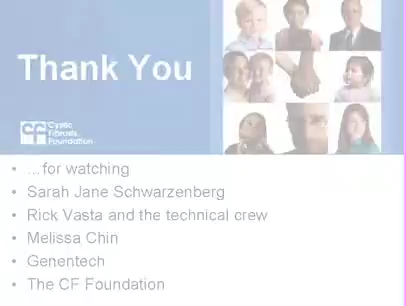 Thank You
CF Cystic
Fibrosis
Foundation
• ...for watching
• Sarah Jane Schwarzenberg
• Rick Vasta and the technical crew
• Melissa Chin
• Genentech
• The CF Foundation